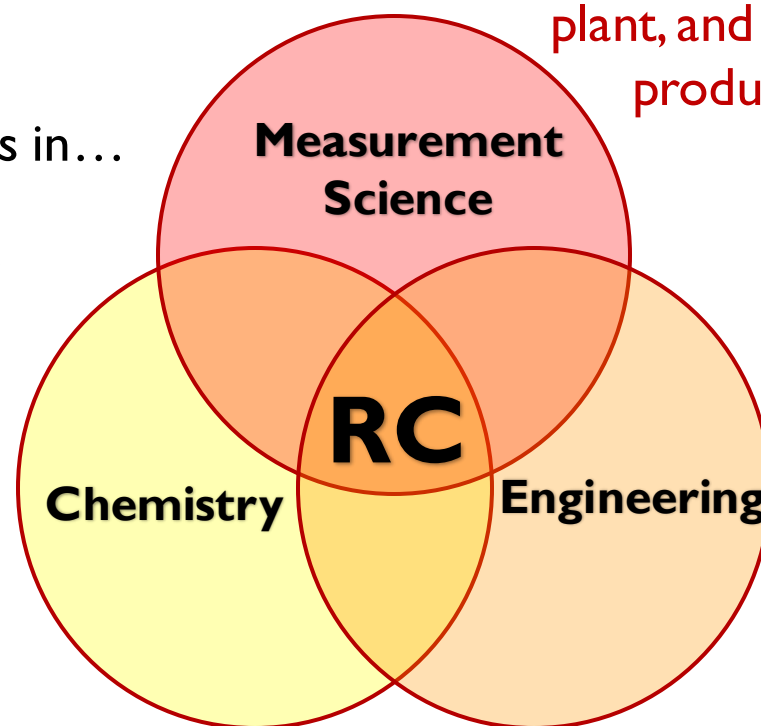 plant, and
produ
s in…
Measurement
Science
RC
Chemistry
Engineering